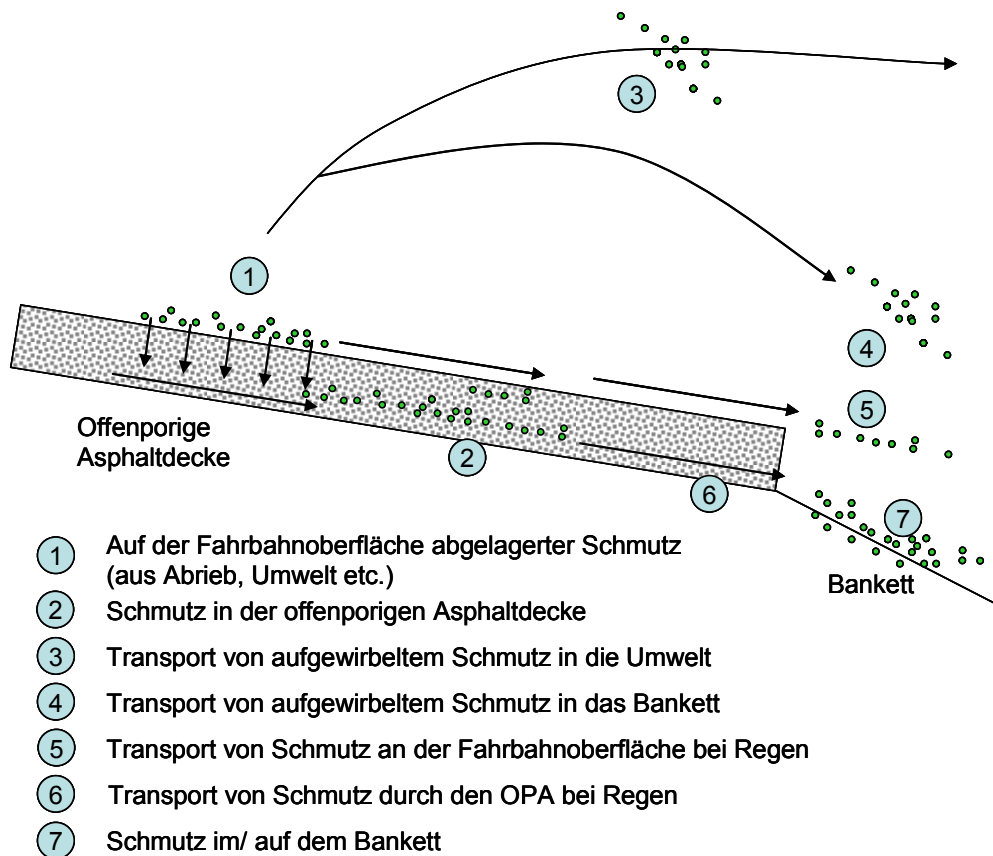 3
1
4
5
Offenporige
Asphaltdecke
2
6
7
Bankett
1 Auf der Fahrbahnoberfläche abgelagerter Schmutz
(aus Abrieb, Umwelt etc.)
2 Schmutz in der offenporigen Asphaltdecke
3 Transport von aufgewirbeltem Schmutz in die Umwelt
4 Transport von aufgewirbeltem Schmutz in das Bankett
5 Transport von Schmutz an der Fahrbahnoberfläche bei Regen
6 Transport von Schmutz durch den OPA bei Regen
7 Schmutz im/ auf dem Bankett